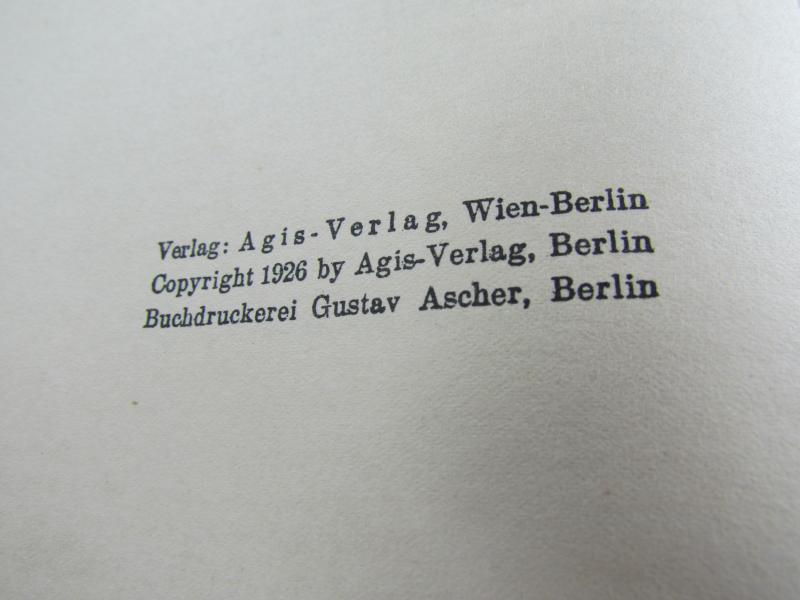 Verlag: Agis-Verlag, Wien-Berlin
Copyright 1926 by Agis-Verlag, Berlin
Buchdruckerei Gustav Ascher, Berlin